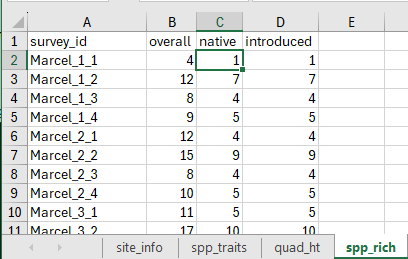 A B C D E F
1 survey_id overall native introduced
2 Marcel_1_1 4 1 1
3 Marcel_1_2 12 7 7
4 Marcel_1_3 8 4 4
5 Marcel_1_4 9 5 5
6 Marcel_2_1 12 4 4
7 Marcel_2_2 15 9 9
8 Marcel_2_3 8 4 4
9 Marcel_2_4 10 5 5
10 Marcel_3_1 11 5 5
11 Marcel_3_2 17 10 10
site_info spp_traits quad_ht spp_rich